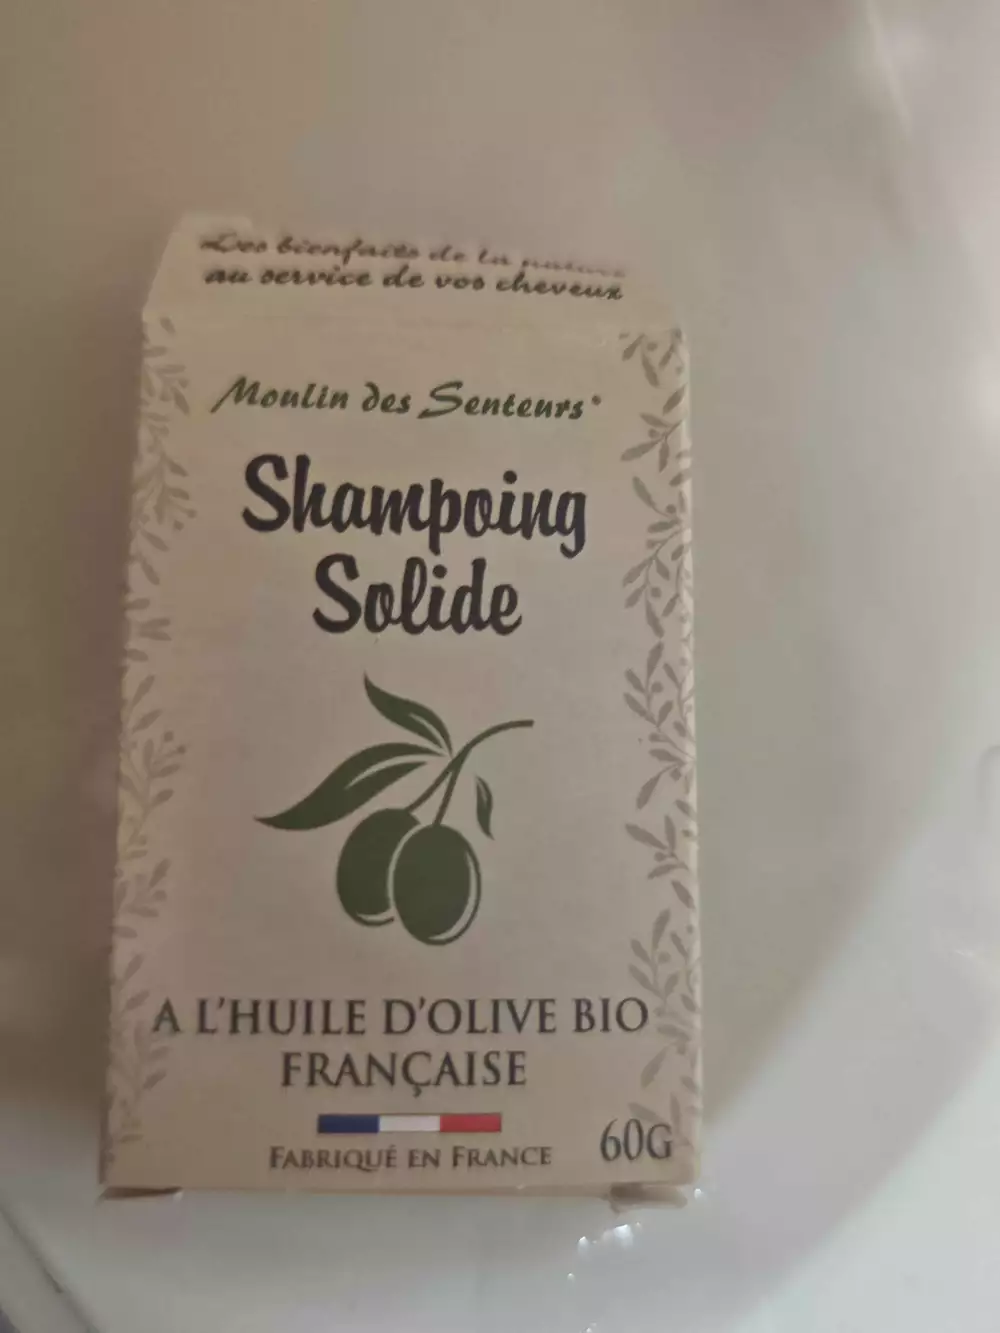 Des bienfaits de la nature
au service de vos cheveux
Moulin des Senteurs®
Shampoing
Solide
A L'HUILE D'OLIVE BIO
FRANÇAISE
FABRIQUÉ EN FRANCE
60G